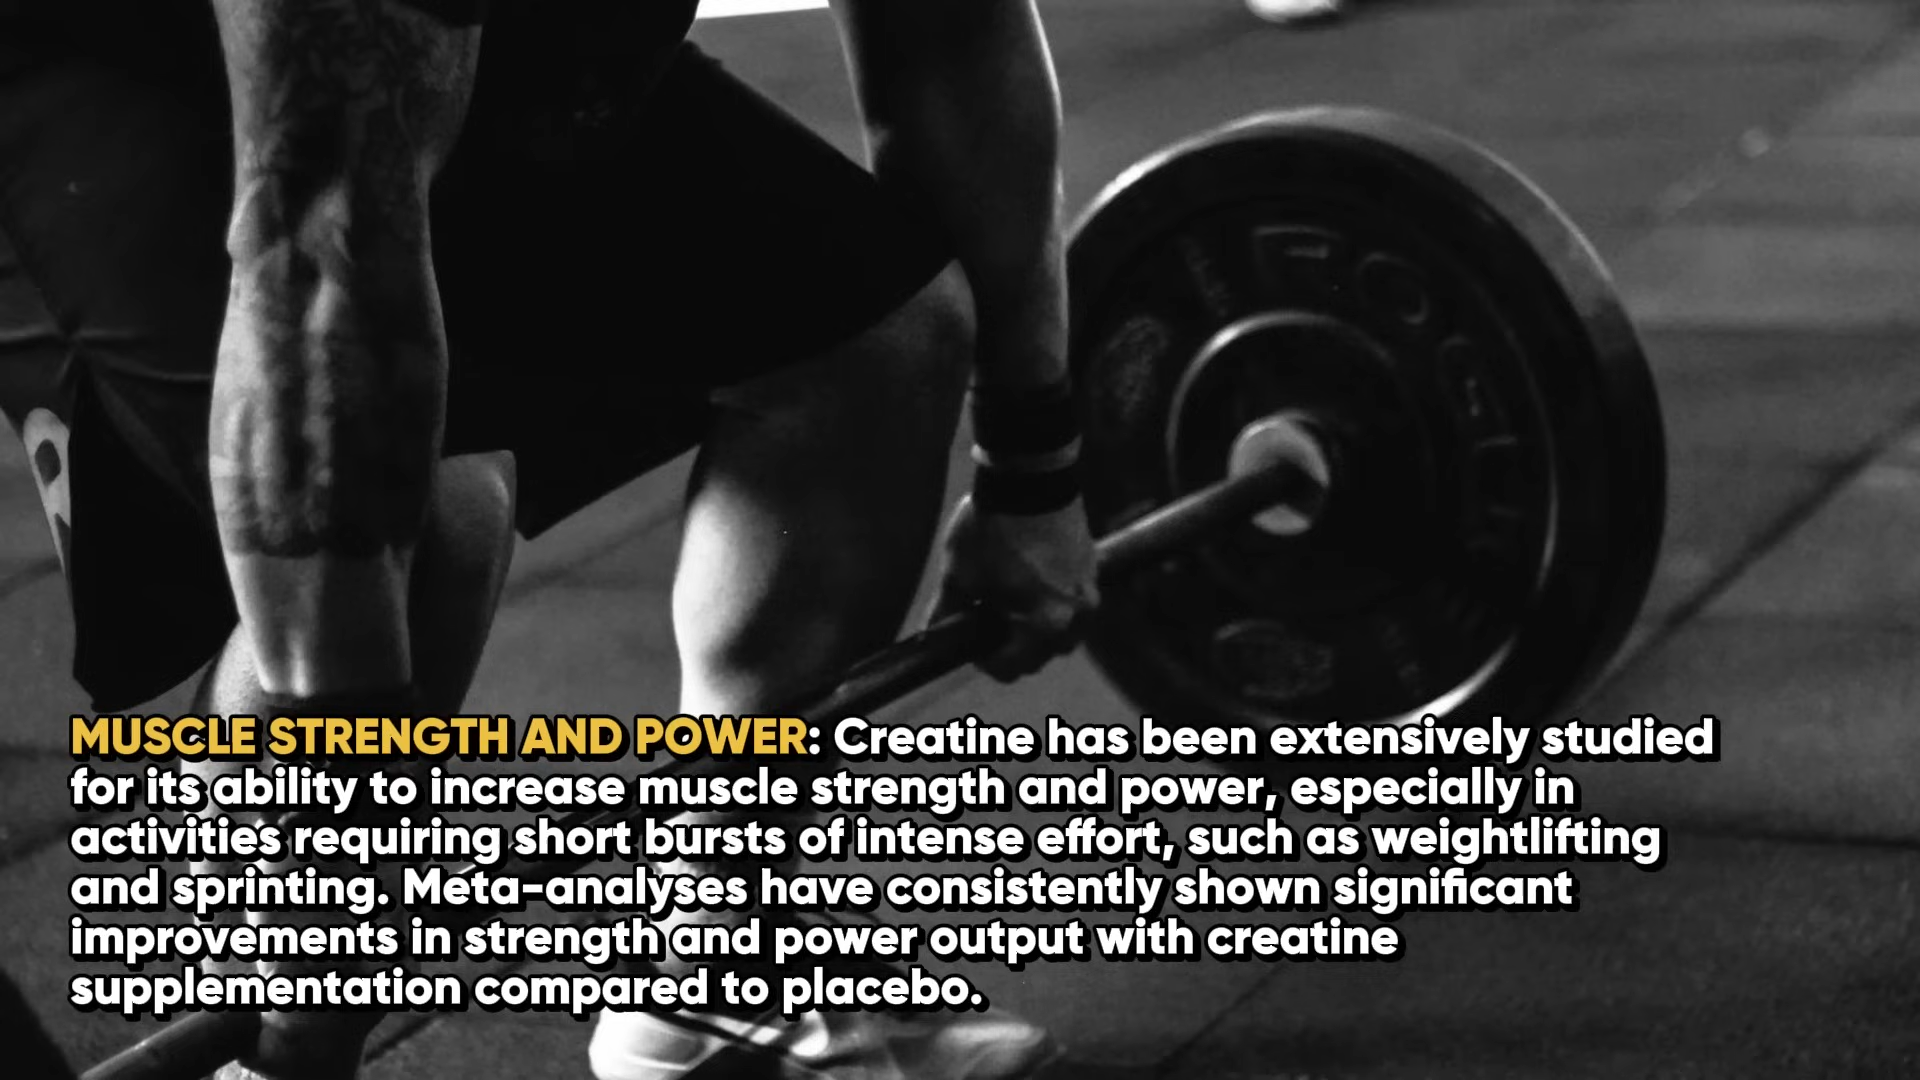 MUSCLE STRENGTH AND POWER: Creatine has been extensively studied
for its ability to increase muscle strength and power, especially in
activities requiring short bursts of intense effort, such as weightlifting
and sprinting. Meta-analyses have consistently shown significant
improvements in strength and power output with creatine
supplementation compared to placebo.